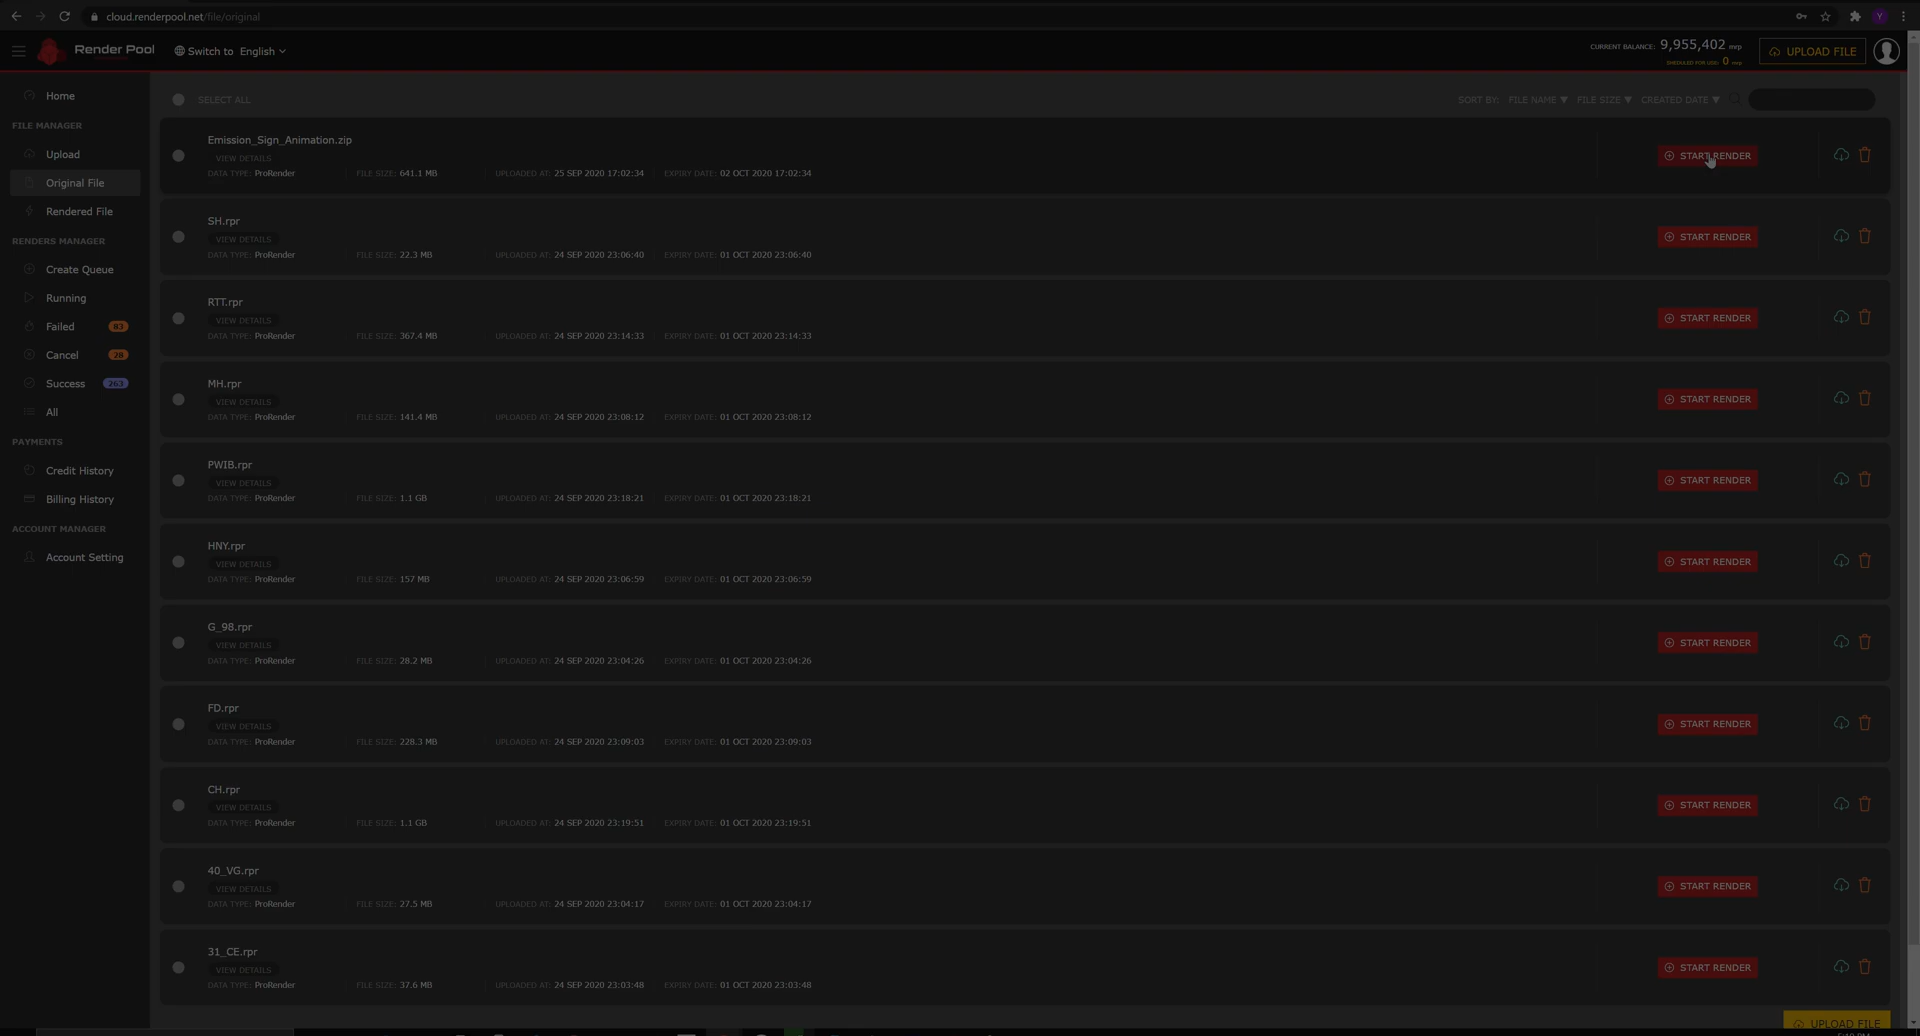 cloud.renderpool.net/file/original
Y
Render Pool
Switch to English
CURRENT BALANCE: 9,955,402 mrp
SHEDULED FOR USE: 0 mrp
UPLOAD FILE
Home
FILE MANAGER
Upload
Original File
Rendered File
RENDERS MANAGER
Create Queue
Running
Failed 83
Cancel 28
Success 263
All
PAYMENTS
Credit History
Billing History
ACCOUNT MANAGER
Account Setting
SELECT ALL
SORT BY: FILE NAME ▼ FILE SIZE ▼ CREATED DATE ▼
Emission_Sign_Animation.zip
VIEW DETAILS
DATA TYPE: ProRender FILE SIZE: 641.1 MB UPLOADED AT: 25 SEP 2020 17:02:34 EXPIRY DATE: 02 OCT 2020 17:02:34
START RENDER
SH.rpr
VIEW DETAILS
DATA TYPE: ProRender FILE SIZE: 22.3 MB UPLOADED AT: 24 SEP 2020 23:06:40 EXPIRY DATE: 01 OCT 2020 23:06:40
START RENDER
RTT.rpr
VIEW DETAILS
DATA TYPE: ProRender FILE SIZE: 367.4 MB UPLOADED AT: 24 SEP 2020 23:14:33 EXPIRY DATE: 01 OCT 2020 23:14:33
START RENDER
MH.rpr
VIEW DETAILS
DATA TYPE: ProRender FILE SIZE: 141.4 MB UPLOADED AT: 24 SEP 2020 23:08:12 EXPIRY DATE: 01 OCT 2020 23:08:12
START RENDER
PWIB.rpr
VIEW DETAILS
DATA TYPE: ProRender FILE SIZE: 1.1 GB UPLOADED AT: 24 SEP 2020 23:18:21 EXPIRY DATE: 01 OCT 2020 23:18:21
START RENDER
HNY.rpr
VIEW DETAILS
DATA TYPE: ProRender FILE SIZE: 157 MB UPLOADED AT: 24 SEP 2020 23:06:59 EXPIRY DATE: 01 OCT 2020 23:06:59
START RENDER
G_98.rpr
VIEW DETAILS
DATA TYPE: ProRender FILE SIZE: 28.2 MB UPLOADED AT: 24 SEP 2020 23:04:26 EXPIRY DATE: 01 OCT 2020 23:04:26
START RENDER
FD.rpr
VIEW DETAILS
DATA TYPE: ProRender FILE SIZE: 228.3 MB UPLOADED AT: 24 SEP 2020 23:09:03 EXPIRY DATE: 01 OCT 2020 23:09:03
START RENDER
CH.rpr
VIEW DETAILS
DATA TYPE: ProRender FILE SIZE: 1.1 GB UPLOADED AT: 24 SEP 2020 23:19:51 EXPIRY DATE: 01 OCT 2020 23:19:51
START RENDER
40_VG.rpr
VIEW DETAILS
DATA TYPE: ProRender FILE SIZE: 27.5 MB UPLOADED AT: 24 SEP 2020 23:04:17 EXPIRY DATE: 01 OCT 2020 23:04:17
START RENDER
31_CE.rpr
VIEW DETAILS
DATA TYPE: ProRender FILE SIZE: 37.6 MB UPLOADED AT: 24 SEP 2020 23:03:48 EXPIRY DATE: 01 OCT 2020 23:03:48
START RENDER
UPLOAD FILE